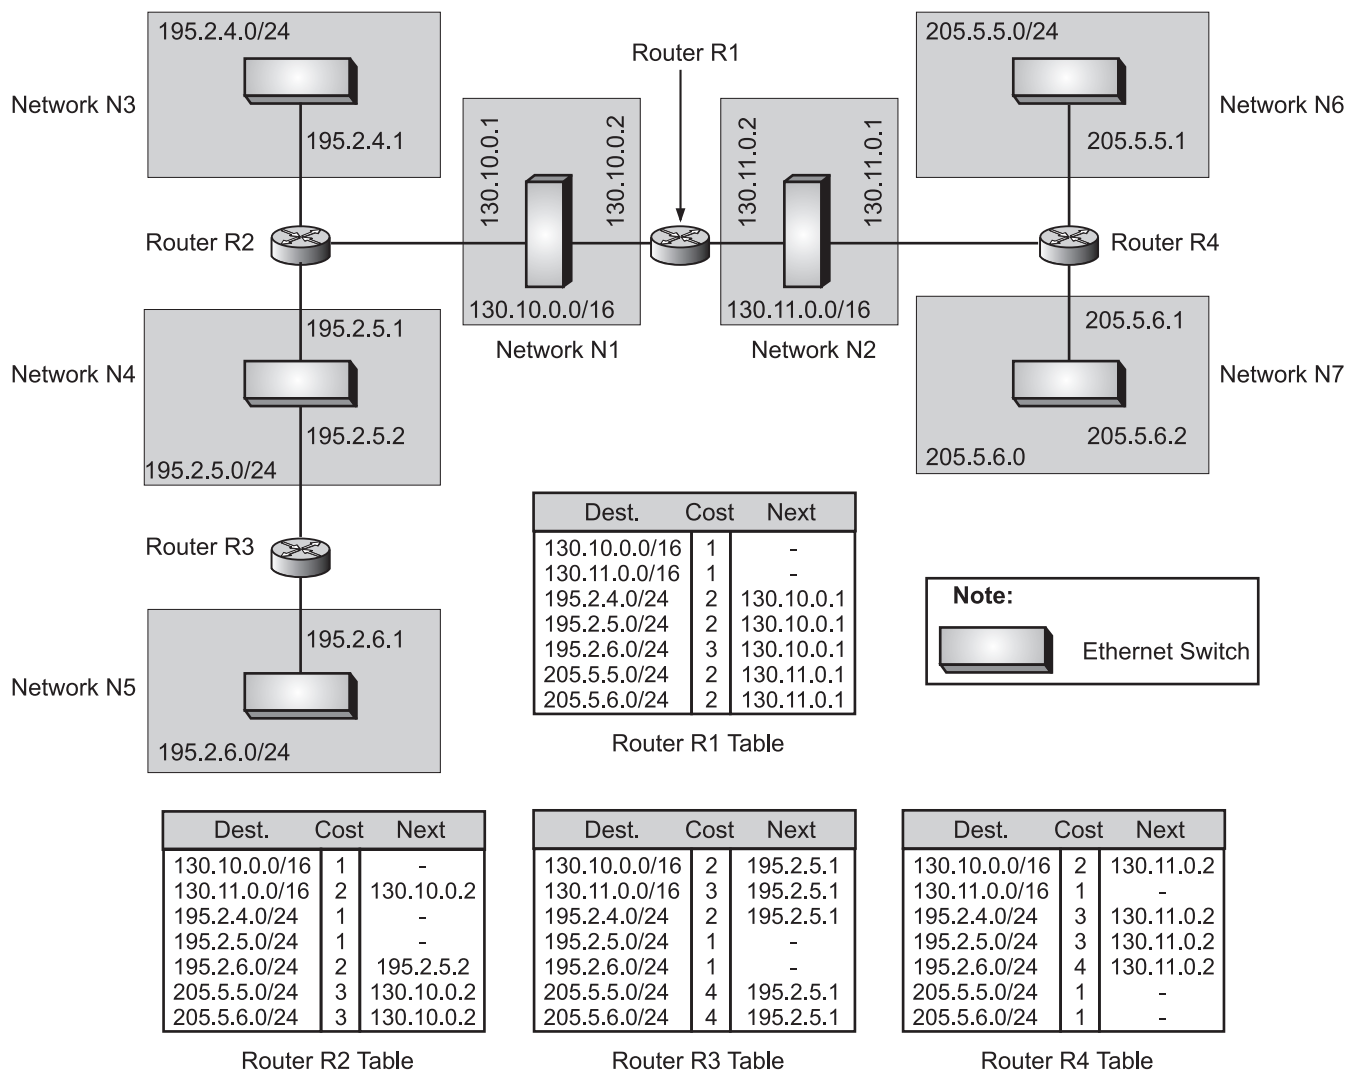 195.2.4.0/24
Network N3
195.2.4.1
Router R2
195.2.5.1
Network N4
195.2.5.2
195.2.5.0/24
Router R3
195.2.6.1
Network N5
195.2.6.0/24
130.10.0.1
130.10.0.2
130.10.0.0/16
Network N1
Router R1
130.11.0.2
130.11.0.1
130.11.0.0/16
Network N2
205.5.5.0/24
Network N6
205.5.5.1
Router R4
205.5.6.1
Network N7
205.5.6.2
205.5.6.0
Dest. Cost Next
130.10.0.0/16 1 -
130.11.0.0/16 1 -
195.2.4.0/24 2 130.10.0.1
195.2.5.0/24 2 130.10.0.1
195.2.6.0/24 3 130.10.0.1
205.5.5.0/24 2 130.11.0.1
205.5.6.0/24 2 130.11.0.1
Router R1 Table
Note:
Ethernet Switch
Dest. Cost Next
130.10.0.0/16 1 -
130.11.0.0/16 2 130.10.0.2
195.2.4.0/24 1 -
195.2.5.0/24 1 -
195.2.6.0/24 2 195.2.5.2
205.5.5.0/24 3 130.10.0.2
205.5.6.0/24 3 130.10.0.2
Router R2 Table
Dest. Cost Next
130.10.0.0/16 2 195.2.5.1
130.11.0.0/16 3 195.2.5.1
195.2.4.0/24 2 195.2.5.1
195.2.5.0/24 1 -
195.2.6.0/24 1 -
205.5.5.0/24 4 195.2.5.1
205.5.6.0/24 4 195.2.5.1
Router R3 Table
Dest. Cost Next
130.10.0.0/16 2 130.11.0.2
130.11.0.0/16 1 -
195.2.4.0/24 3 130.11.0.2
195.2.5.0/24 3 130.11.0.2
195.2.6.0/24 4 130.11.0.2
205.5.5.0/24 1 -
205.5.6.0/24 1 -
Router R4 Table